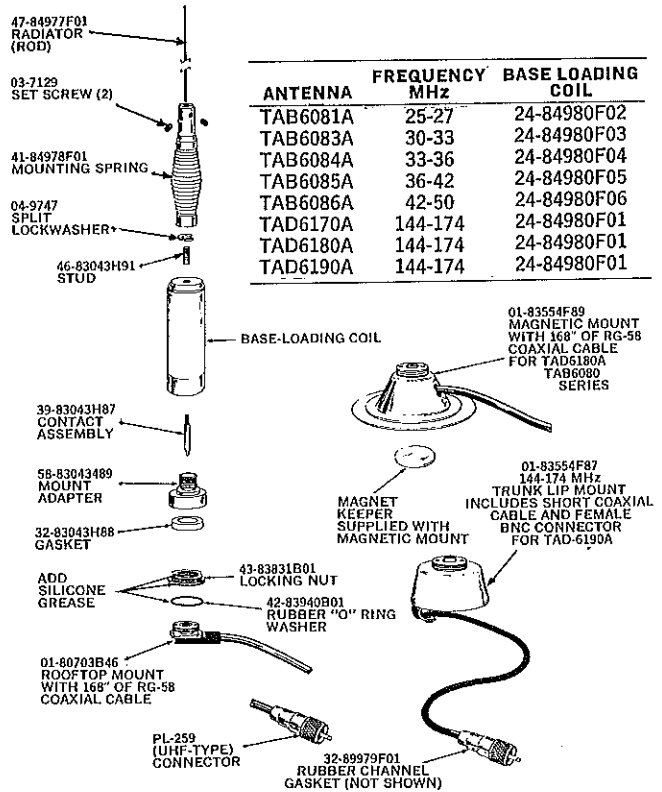 47-84977F01
RADIATOR
(ROD)
03-7129
SET SCREW (2)
41-84978F01
MOUNTING SPRING
04-9747
SPLIT
LOCKWASHER
46-83043H91
STUD
BASE-LOADING COIL
39-83043H87
CONTACT
ASSEMBLY
58-83043489
MOUNT
ADAPTER
32-83043H88
GASKET
ADD
SILICONE
GREASE
43-83831B01
LOCKING NUT
42-83940B01
RUBBER "O" RING
WASHER
01-80703B46
ROOFTOP MOUNT
WITH 168" OF RG-58
COAXIAL CABLE
PL-259
(UHF-TYPE)
CONNECTOR
ANTENNA FREQUENCY MHz BASE LOADING COIL
TAB6081A 25-27 24-84980F02
TAB6083A 30-33 24-84980F03
TAB6084A 33-36 24-84980F04
TAB6085A 36-42 24-84980F05
TAB6086A 42-50 24-84980F06
TAD6170A 144-174 24-84980F01
TAD6180A 144-174 24-84980F01
TAD6190A 144-174 24-84980F01
01-83554F89
MAGNETIC MOUNT
WITH 168" OF RG-58
COAXIAL CABLE
FOR TAD6180A
TAB6080
SERIES
MAGNET
KEEPER
SUPPLIED WITH
MAGNETIC MOUNT
01-83554F87
144-174 MHz
TRUNK LIP MOUNT
INCLUDES SHORT COAXIAL
CABLE AND FEMALE
BNC CONNECTOR
FOR TAD-6190A
32-89979F01
RUBBER CHANNEL
GASKET (NOT SHOWN)